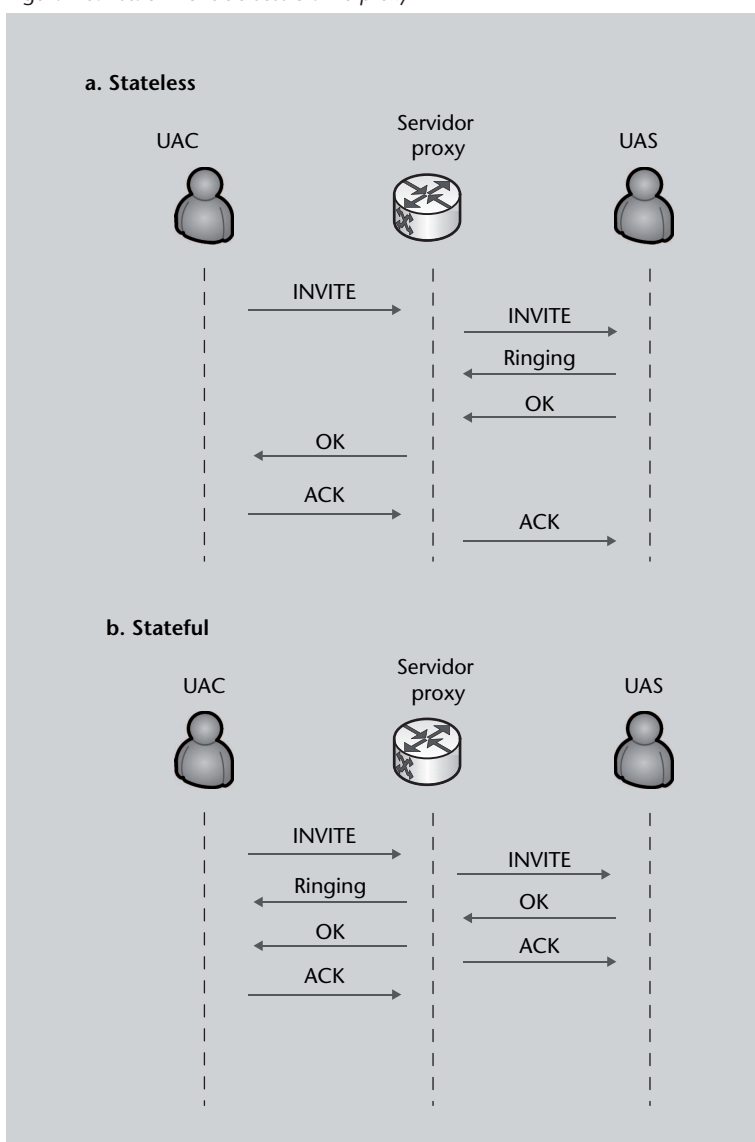 a. Stateless
UAC
Servidor
proxy
UAS
INVITE
INVITE
Ringing
OK
OK
ACK
ACK
b. Stateful
UAC
Servidor
proxy
UAS
INVITE
INVITE
Ringing
OK
OK
ACK
ACK